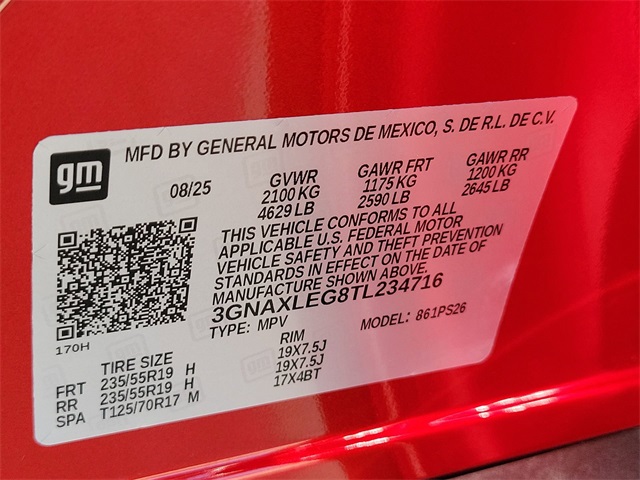 gm
MFD BY GENERAL MOTORS DE MEXICO, S. DE R.L. DE C.V.
08/25 GVWR GAWR FRT GAWR RR
2100 KG 1175 KG 1200 KG
4629 LB 2590 LB 2645 LB
THIS VEHICLE CONFORMS TO ALL
APPLICABLE U.S. FEDERAL MOTOR
VEHICLE SAFETY AND THEFT PREVENTION
STANDARDS IN EFFECT ON THE DATE OF
MANUFACTURE SHOWN ABOVE.
3GNAXLEG8TL234716
TYPE: MPV MODEL: 861PS26
170H
TIRE SIZE RIM
FRT 235/55R19 H 19X7.5J
RR 235/55R19 H 19X7.5J
SPA T125/70R17 M 17X4BT